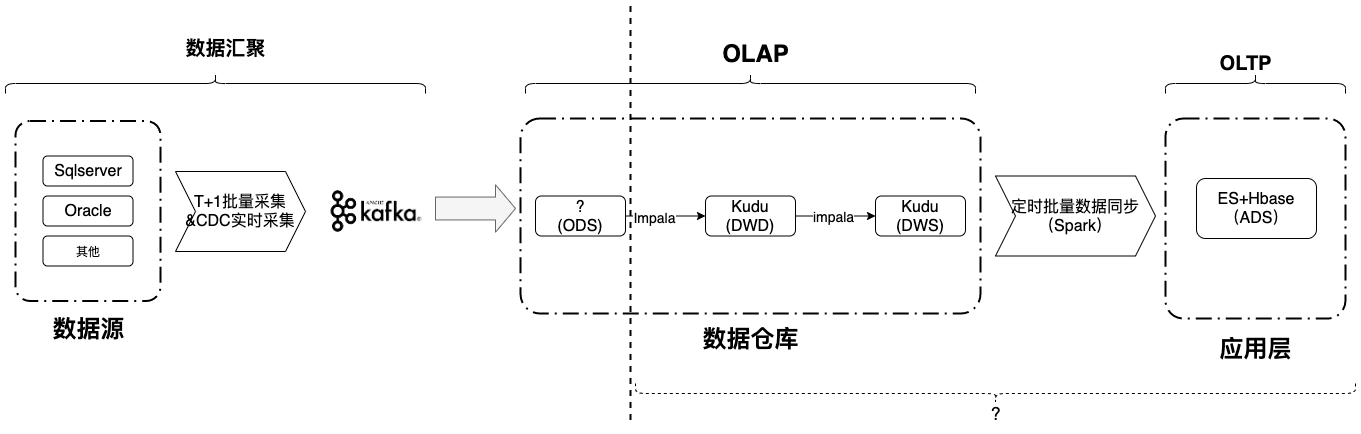 数据汇聚
OLAP
OLTP
Sqlserver
Oracle
其他
数据源
T+1批量采集
&CDC实时采集
kafka®
?
(ODS)
Impala
Kudu
(DWD)
impala
Kudu
(DWS)
数据仓库
定时批量数据同步
（Spark）
ES+Hbase
(ADS)
应用层
?